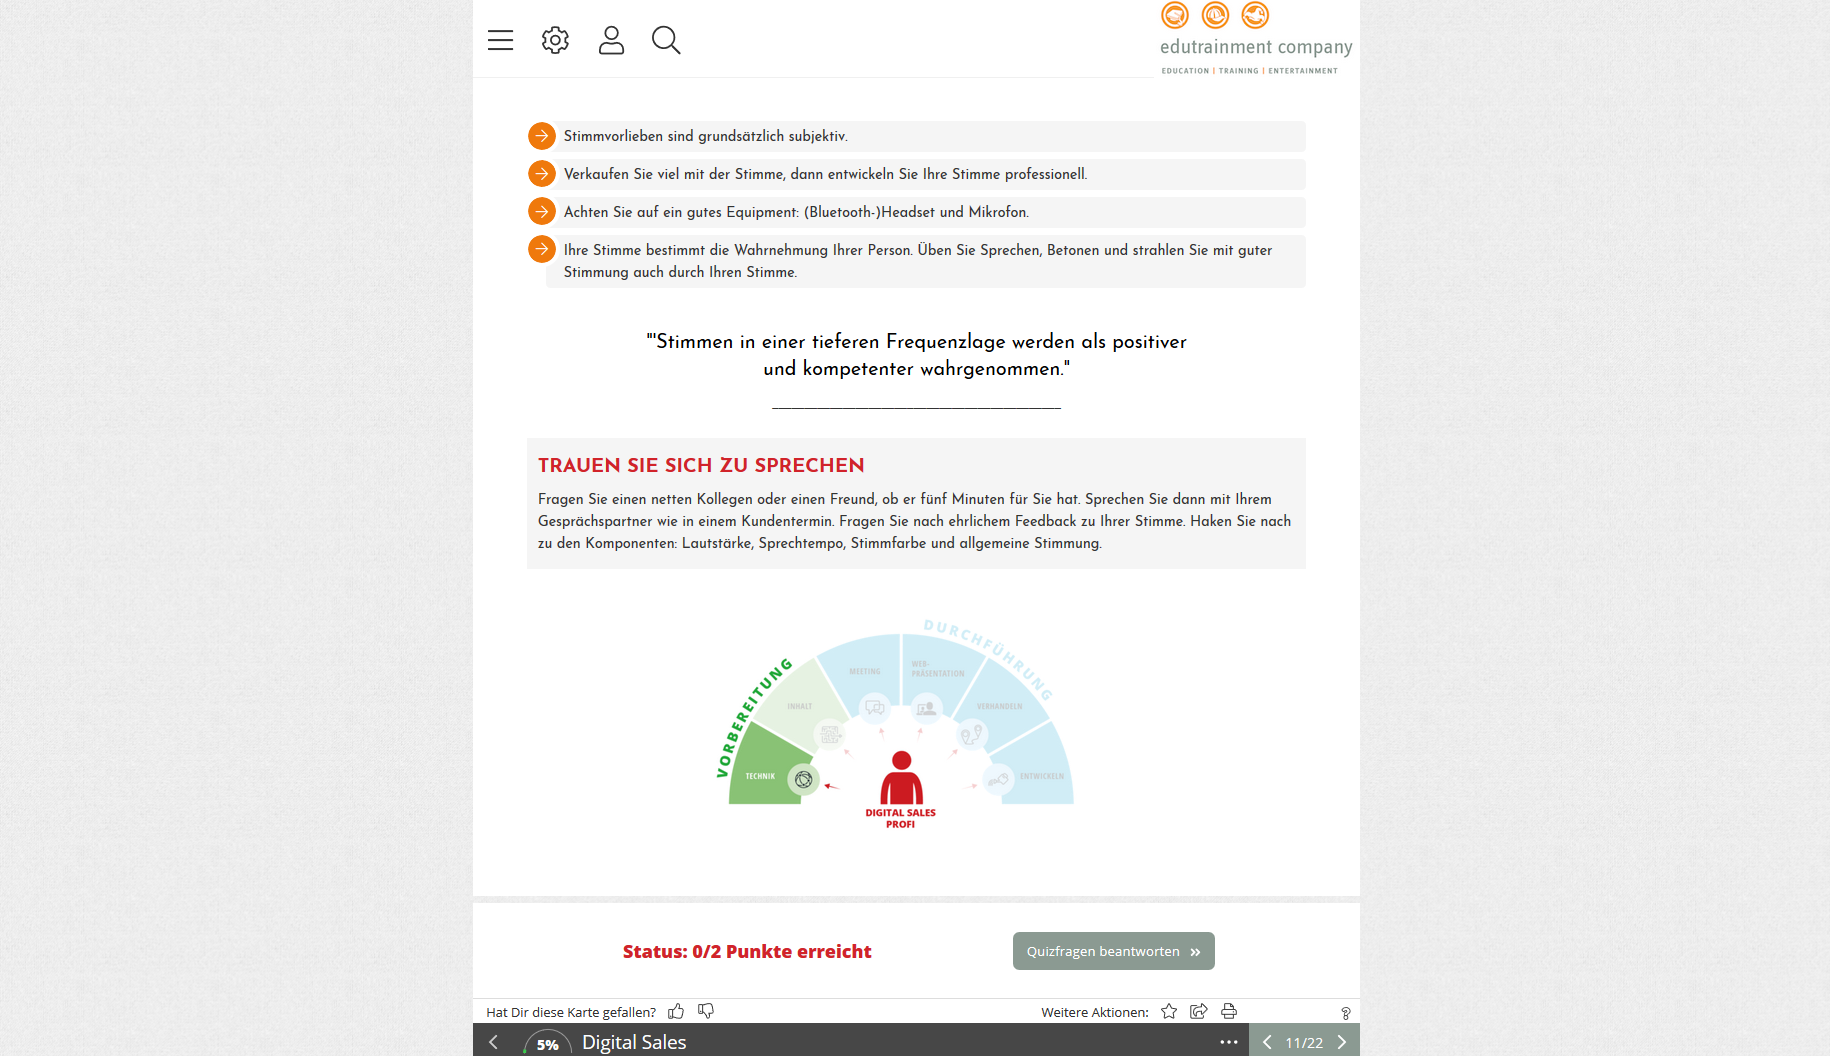 edutrainment company
EDUCATION | TRAINING | ENTERTAINMENT
Stimmvorlieben sind grundsätzlich subjektiv.
Verkaufen Sie viel mit der Stimme, dann entwickeln Sie Ihre Stimme professionell.
Achten Sie auf ein gutes Equipment: (Bluetooth-)Headset und Mikrofon.
Ihre Stimme bestimmt die Wahrnehmung Ihrer Person. Üben Sie Sprechen, Betonen und strahlen Sie mit guter
Stimmung auch durch Ihren Stimme.
"'Stimmen in einer tieferen Frequenzlage werden als positiver
und kompetenter wahrgenommen."
TRAUEN SIE SICH ZU SPRECHEN
Fragen Sie einen netten Kollegen oder einen Freund, ob er fünf Minuten für Sie hat. Sprechen Sie dann mit Ihrem
Gesprächspartner wie in einem Kundentermin. Fragen Sie nach ehrlichem Feedback zu Ihrer Stimme. Haken Sie nach
zu den Komponenten: Lautstärke, Sprechtempo, Stimmfarbe und allgemeine Stimmung.
VORBEREITUNG
DURCHFÜHRUNG
TECHNIK
INHALT
MEETING
WEB-
PRÄSENTATION
VERHANDELN
ENTWICKELN
DIGITAL SALES
PROFI
Status: 0/2 Punkte erreicht
Quizfragen beantworten »
Hat Dir diese Karte gefallen?
Weitere Aktionen:
5%
Digital Sales
11/22